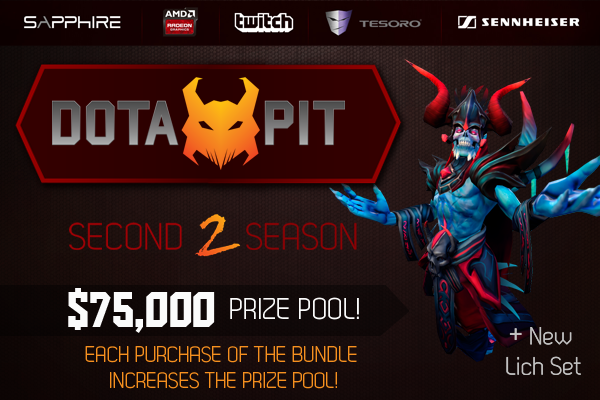 SAPPHIRE AMD RADEON GRAPHICS twitch TESORO SENNHEISER
DOTA PIT
SECOND 2 SEASON
$75,000 PRIZE POOL!
EACH PURCHASE OF THE BUNDLE
INCREASES THE PRIZE POOL!
+ New
Lich Set